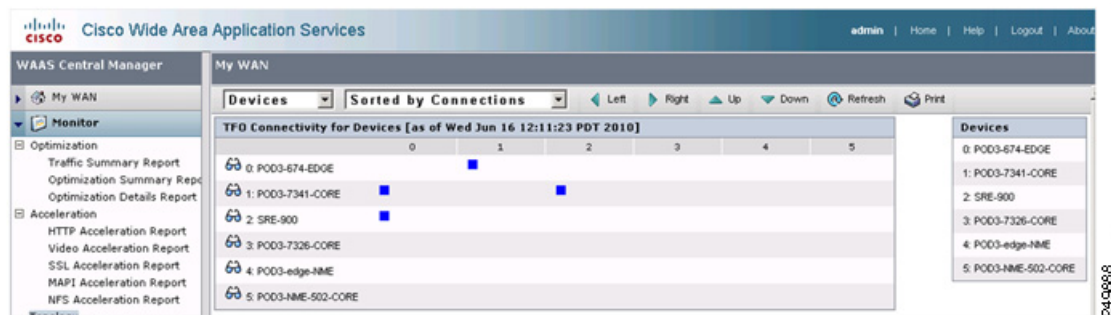 CISCO Cisco Wide Area Application Services admin | Home | Help | Logout | About
WAAS Central Manager
My WAN
My WAN
Monitor
Optimization
Traffic Summary Report
Optimization Summary Repo
Optimization Details Report
Acceleration
HTTP Acceleration Report
Video Acceleration Report
SSL Acceleration Report
MAPI Acceleration Report
NFS Acceleration Report
Devices Sorted by Connections Left Right Up Down Refresh Print
TFO Connectivity for Devices [as of Wed Jun 16 12:11:23 PDT 2010]
0 1 2 3 4 5
0: POD3-674-EDGE
1: POD3-7341-CORE
2: SRE-900
3: POD3-7326-CORE
4: POD3-edge-NME
5: POD3-NME-502-CORE
Devices
0: POD3-674-EDGE
1: POD3-7341-CORE
2: SRE-900
3: POD3-7326-CORE
4: POD3-edge-NME
5: POD3-NME-502-CORE
249888